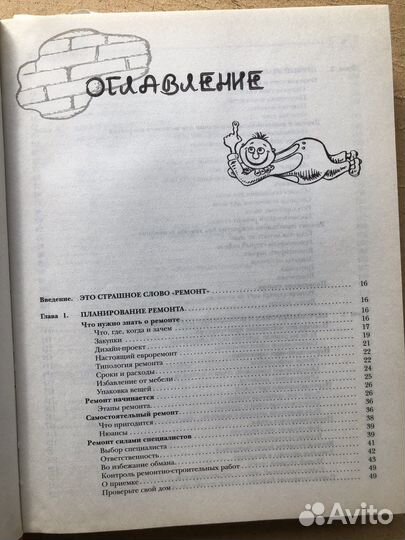 ОГЛАВЛЕНИЕ
Введение. ЭТО СТРАШНОЕ СЛОВО «РЕМОНТ» 16
Глава 1. ПЛАНИРОВАНИЕ РЕМОНТА 16
Что нужно знать о ремонте 16
Что, где, когда и зачем 16
Закупки 17
Дизайн-проект 19
Настоящий евроремонт 21
Типология ремонта 22
Сроки и расходы 22
Избавление от мебели 24
Упаковка вещей 25
Ремонт начинается 26
Этапы ремонта 26
Самостоятельный ремонт 36
Что пригодится 36
Нюансы 38
Ремонт силами специалистов 39
Выбор специалиста 39
Ответственность 41
Во избежание обмана 42
Контроль ремонтно-строительных работ 43
О приемке 49
Проверьте свой дом 49
Avito